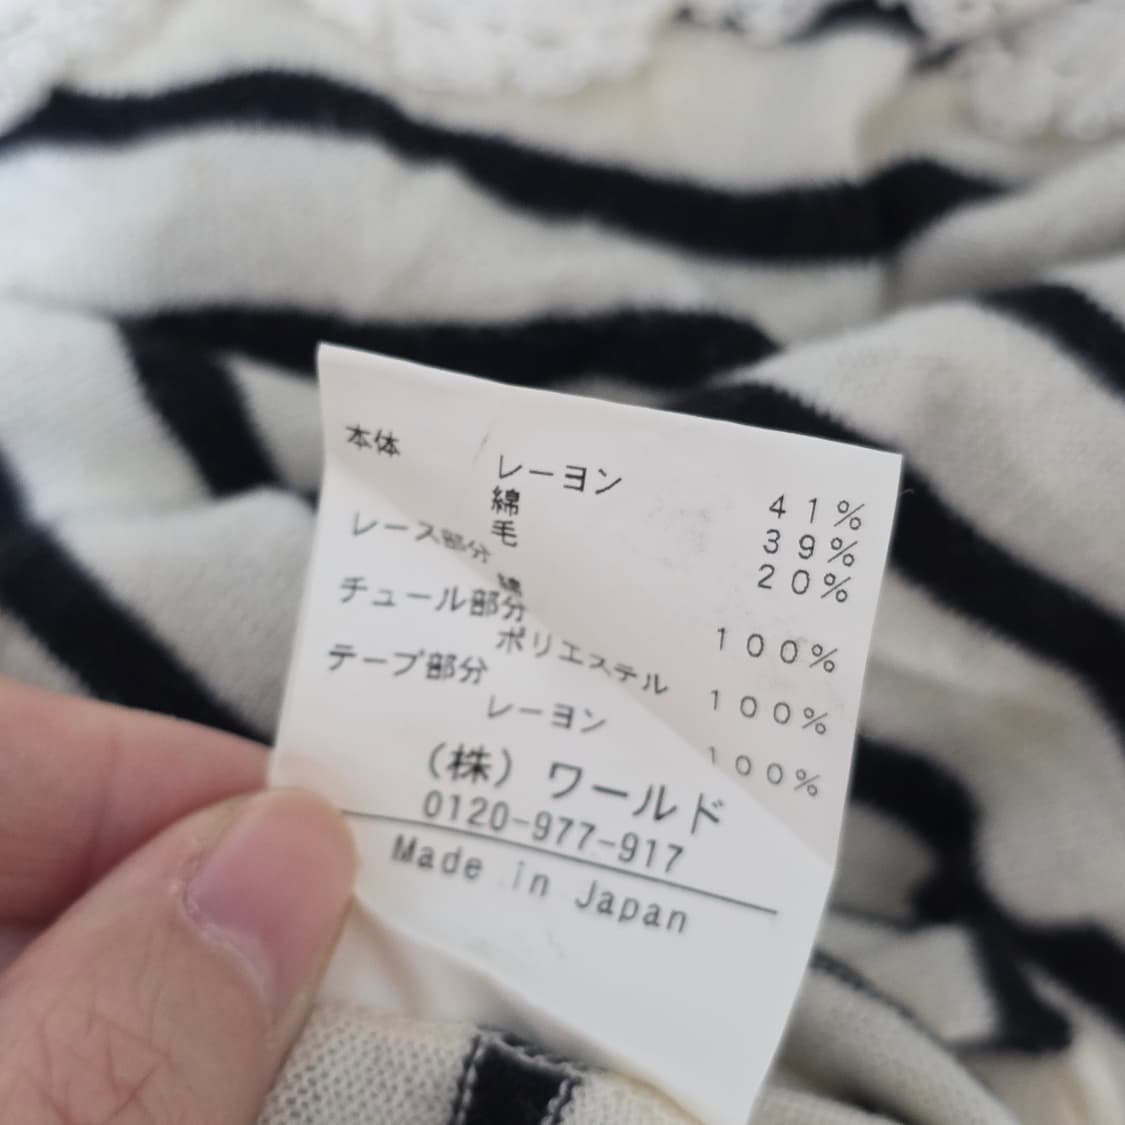 本体
レーヨン 41%
綿 39%
毛 20%
レース部分
綿 100%
チュール部分
ポリエステル 100%
テープ部分
レーヨン 100%
(株) ワールド
0120-977-917
Made in Japan